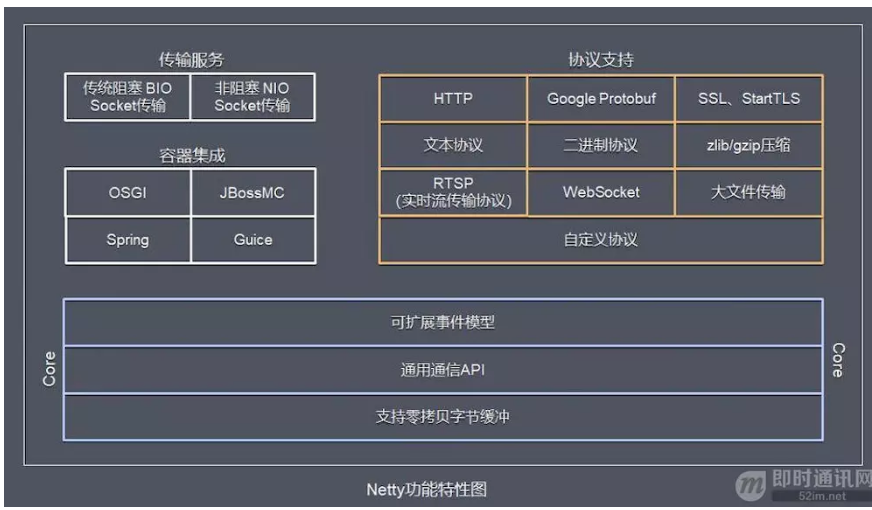 传输服务
传统阻塞 BIO
Socket传输
非阻塞 NIO
Socket传输
容器集成
OSGI
JBossMC
Spring
Guice
协议支持
HTTP
Google Protobuf
SSL、StartTLS
文本协议
二进制协议
zlib/gzip压缩
RTSP
(实时流传输协议)
WebSocket
大文件传输
自定义协议
Core
可扩展事件模型
通用通信API
支持零拷贝字节缓冲
Core
Netty功能特性图
即时通讯网
52im.net